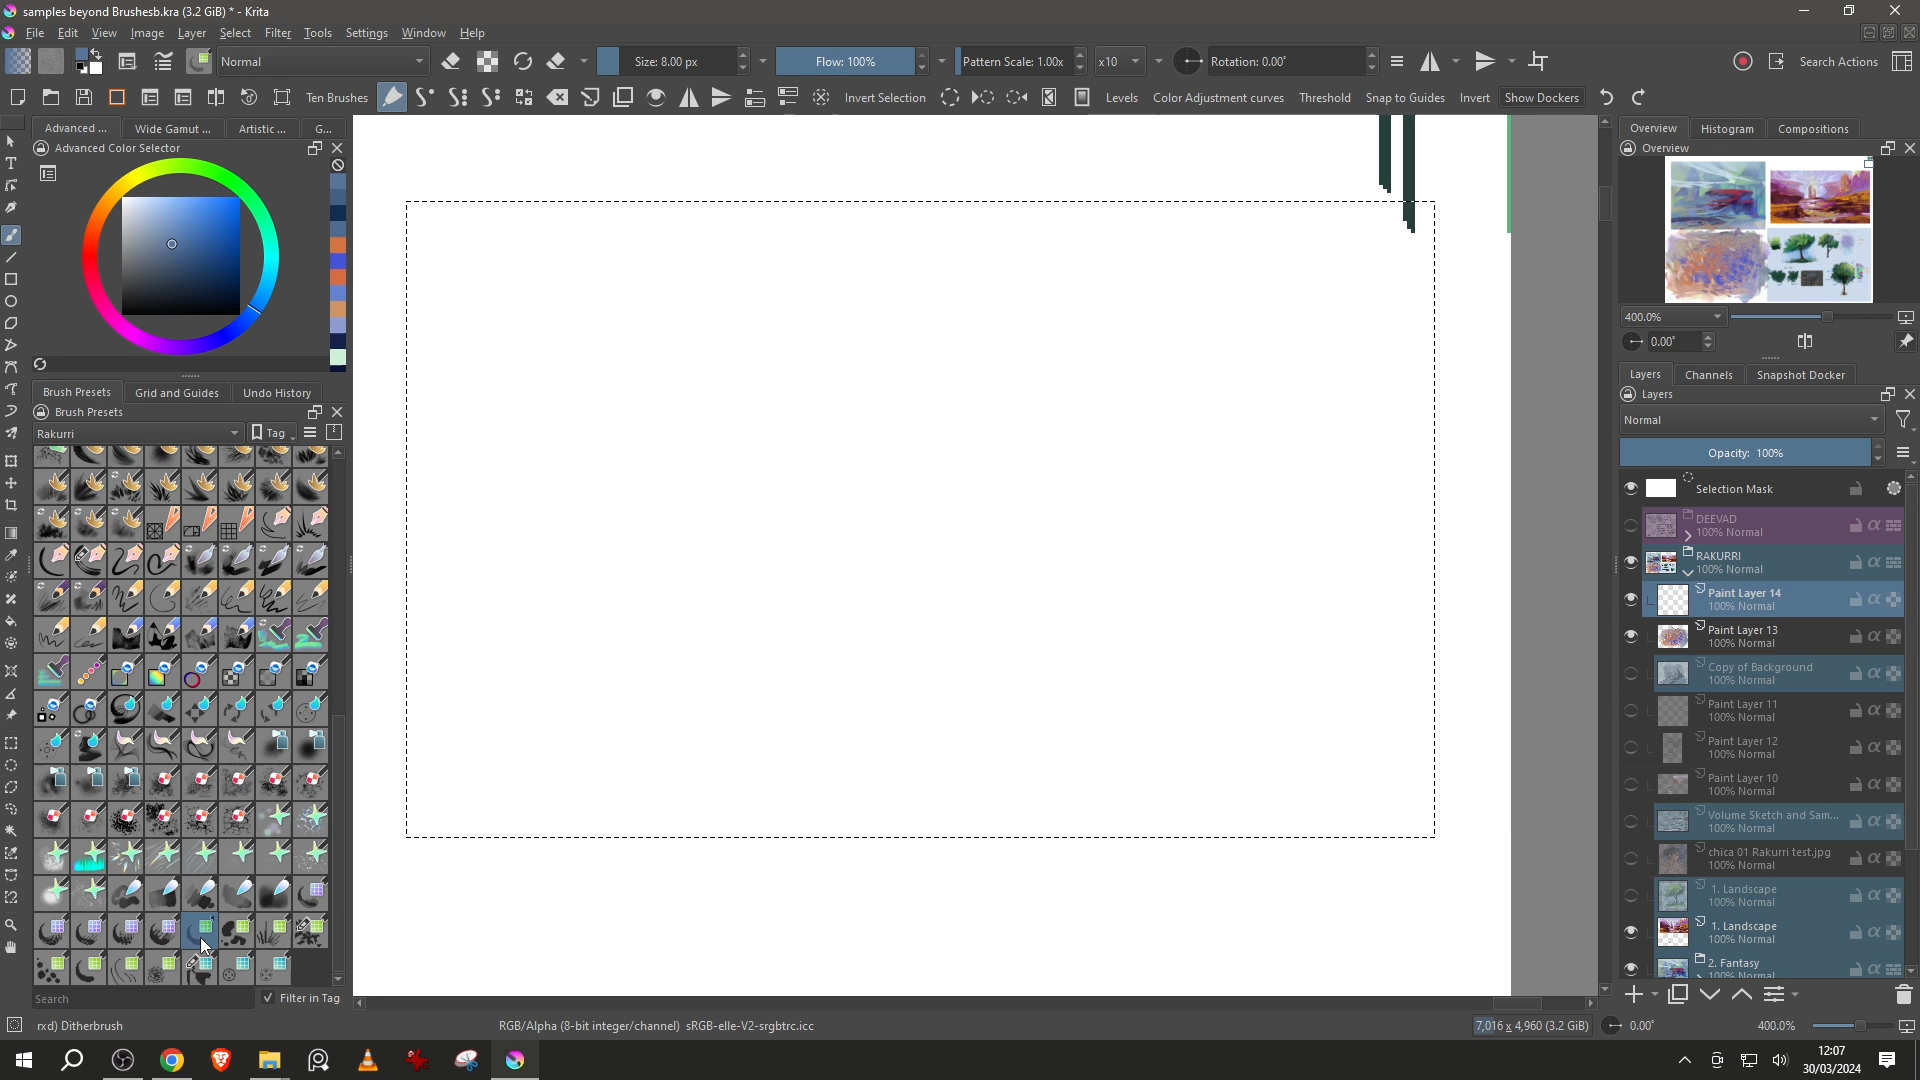 samples beyond Brushesb.kra (3.2 GiB) * - Krita
File Edit View Image Layer Select Filter Tools Settings Window Help
Normal Size: 8.00 px Flow: 100% Pattern Scale: 1.00x x10 Rotation: 0.00° Search Actions
Ten Brushes Invert Selection Levels Color Adjustment curves Threshold Snap to Guides Invert Show Dockers
Advanced ... Wide Gamut ... Artistic ... G...
Advanced Color Selector
Brush Presets Grid and Guides Undo History
Brush Presets
Rakurri Tag
Search Filter in Tag
rxd) Ditherbrush RGB/Alpha (8-bit integer/channel) sRGB-elle-V2-srgbtrc.icc 7,016 x 4,960 (3.2 GiB) 0.00° 400.0%
Overview Histogram Compositions
Overview
400.0%
0.00°
Layers Channels Snapshot Docker
Layers
Normal
Opacity: 100%
Selection Mask
DEEVAD
100% Normal
RAKURRI
100% Normal
Paint Layer 14
100% Normal
Paint Layer 13
100% Normal
Copy of Background
100% Normal
Paint Layer 11
100% Normal
Paint Layer 12
100% Normal
Paint Layer 10
100% Normal
Volume Sketch and Sam...
100% Normal
chica 01 Rakurri test.jpg
100% Normal
1. Landscape
100% Normal
1. Landscape
100% Normal
2. Fantasy
100% Normal
12:07
30/03/2024